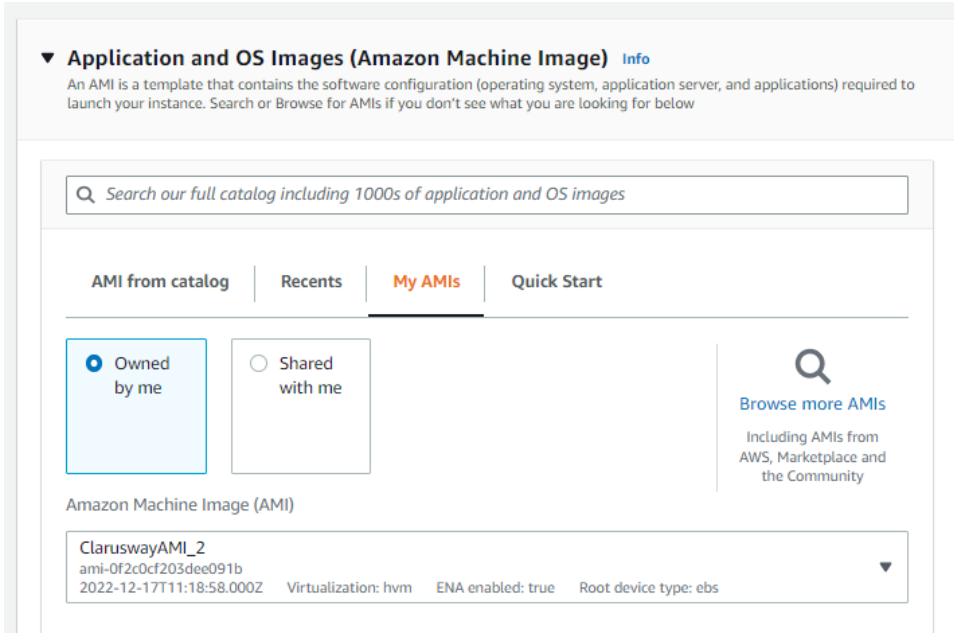 Application and OS Images (Amazon Machine Image) Info
An AMI is a template that contains the software configuration (operating system, application server, and applications) required to
launch your instance. Search or Browse for AMIs if you don't see what you are looking for below
Search our full catalog including 1000s of application and OS images
AMI from catalog Recents My AMIs Quick Start
Owned
by me
Shared
with me
Browse more AMIs
Including AMIs from
AWS, Marketplace and
the Community
Amazon Machine Image (AMI)
ClaruswayAMI_2
ami-0f2c0cf203dee091b
2022-12-17T11:18:58.000Z Virtualization: hvm ENA enabled: true Root device type: ebs